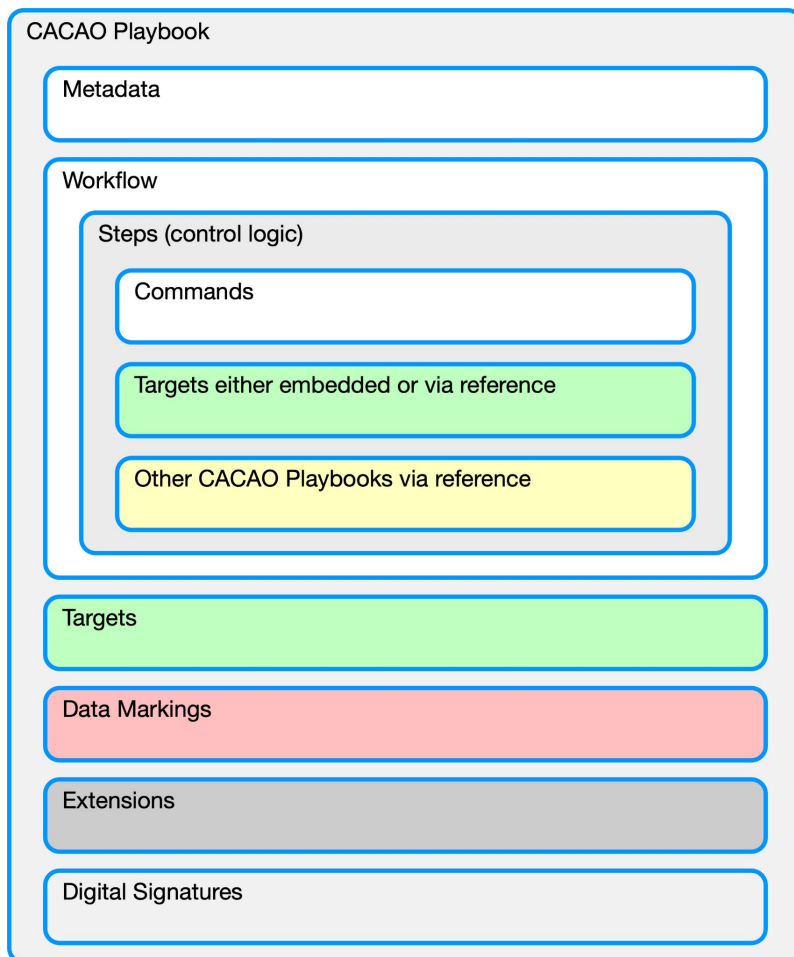 CACAO Playbook
Metadata
Workflow
Steps (control logic)
Commands
Targets either embedded or via reference
Other CACAO Playbooks via reference
Targets
Data Markings
Extensions
Digital Signatures